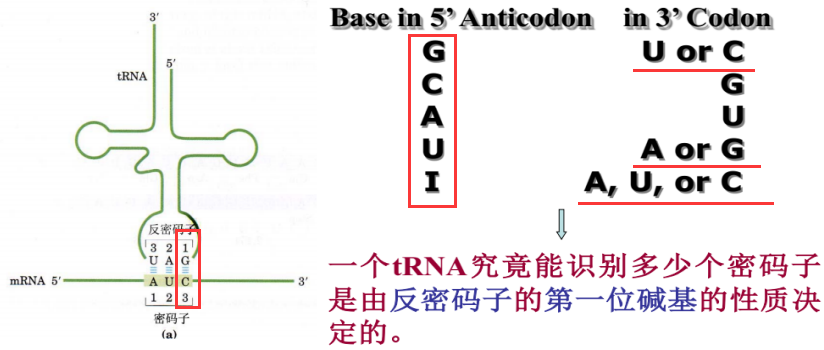 3'
5'
tRNA
反密码子
3 2 1
U A G
mRNA 5'
A U C
3'
1 2 3
密码子
(a)
Base in 5' Anticodon in 3' Codon
G U or C
C G
A U
U A or G
I A, U, or C
一个tRNA究竟能识别多少个密码子
是由反密码子的第一位碱基的性质决
定的。